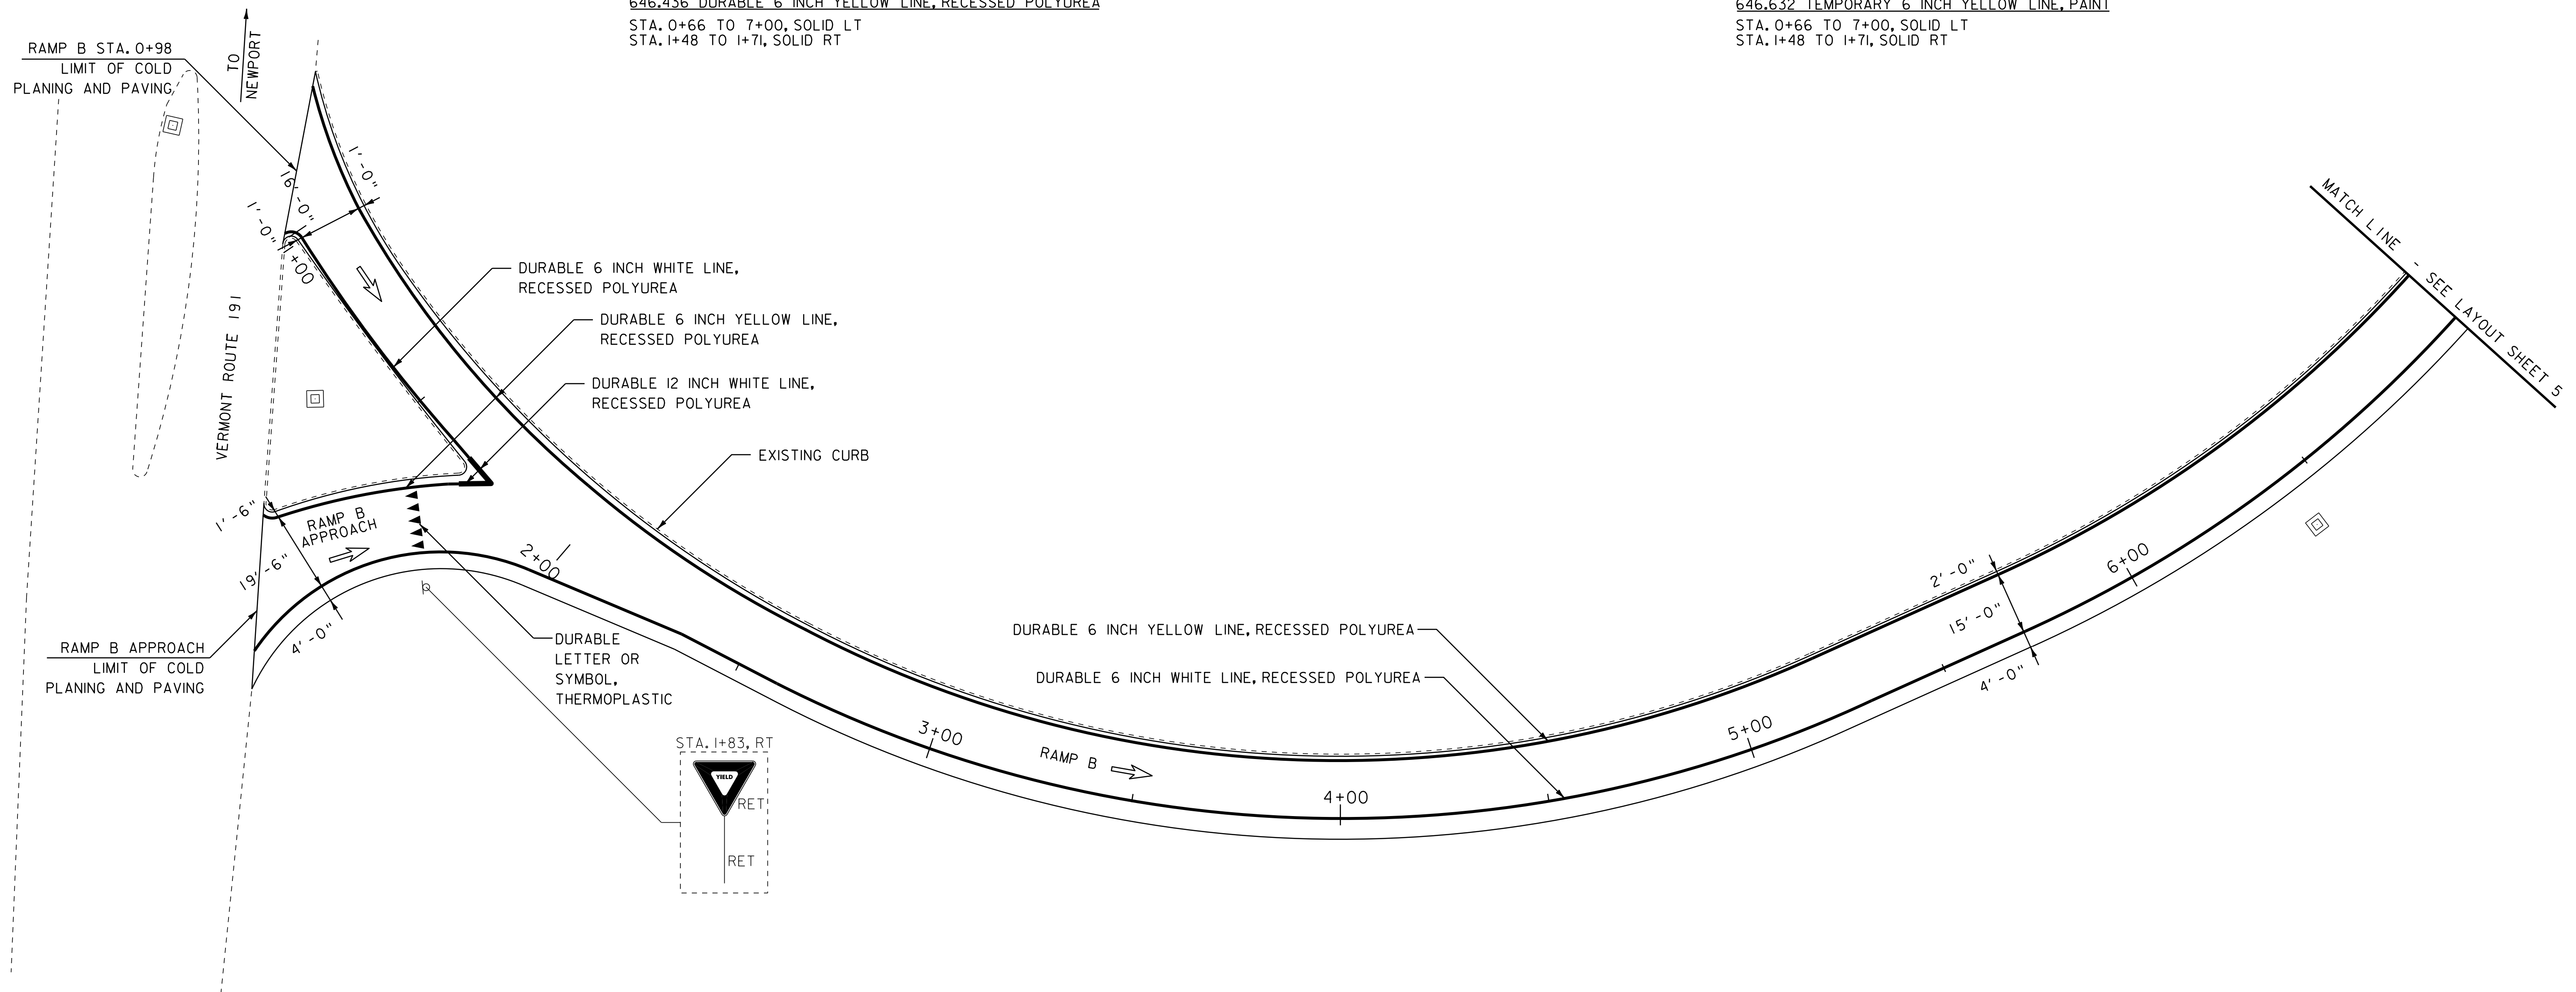 646.436 DURABLE 6 INCH YELLOW LINE, RECESSED POLYUREA
STA. 0+66 TO 7+00, SOLID LT
STA. 1+48 TO 1+71, SOLID RT
646.632 TEMPORARY 6 INCH YELLOW LINE, PAINT
STA. 0+66 TO 7+00, SOLID LT
STA. 1+48 TO 1+71, SOLID RT
RAMP B STA. 0+98
LIMIT OF COLD
PLANING AND PAVING
TO
NEWPORT
1'-0"
16'-0"
1'-0"
1+00
VERMONT ROUTE 191
DURABLE 6 INCH WHITE LINE,
RECESSED POLYUREA
DURABLE 6 INCH YELLOW LINE,
RECESSED POLYUREA
DURABLE 12 INCH WHITE LINE,
RECESSED POLYUREA
EXISTING CURB
MATCH LINE - SEE LAYOUT SHEET 5
1'-6"
RAMP B
APPROACH
19'-6"
4'-0"
2+00
RAMP B APPROACH
LIMIT OF COLD
PLANING AND PAVING
DURABLE
LETTER OR
SYMBOL,
THERMOPLASTIC
STA. 1+83, RT
YIELD
RET
RET
3+00
RAMP B
4+00
DURABLE 6 INCH YELLOW LINE, RECESSED POLYUREA
DURABLE 6 INCH WHITE LINE, RECESSED POLYUREA
5+00
2'-0"
15'-0"
4'-0"
6+00